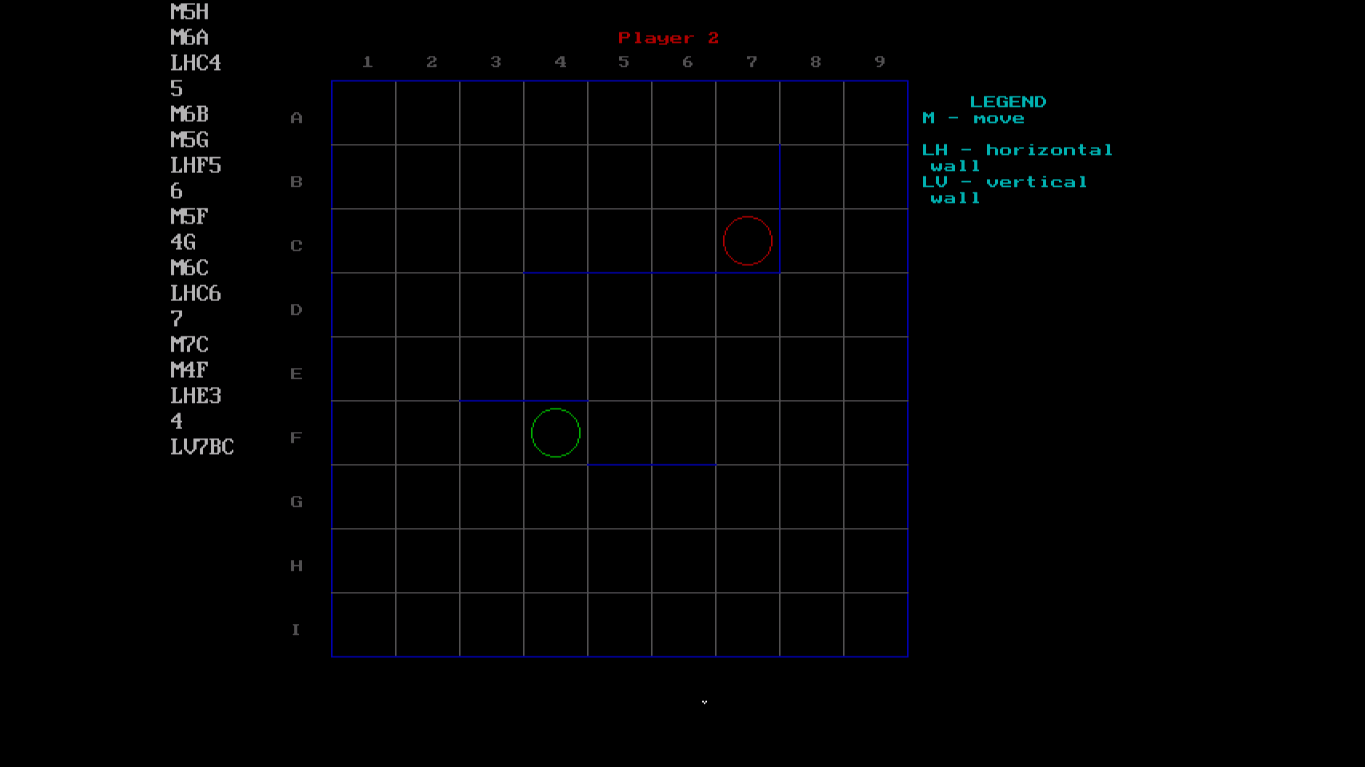 M5H
M6A
LHC4
5
M6B
M5G
LHF5
6
M5F
4G
M6C
LHC6
7
M7C
M4F
LHE3
4
LV7BC
Player 2
1 2 3 4 5 6 7 8 9
A
B
C
D
E
F
G
H
I
LEGEND
M - move
LH - horizontal
wall
LV - vertical
wall